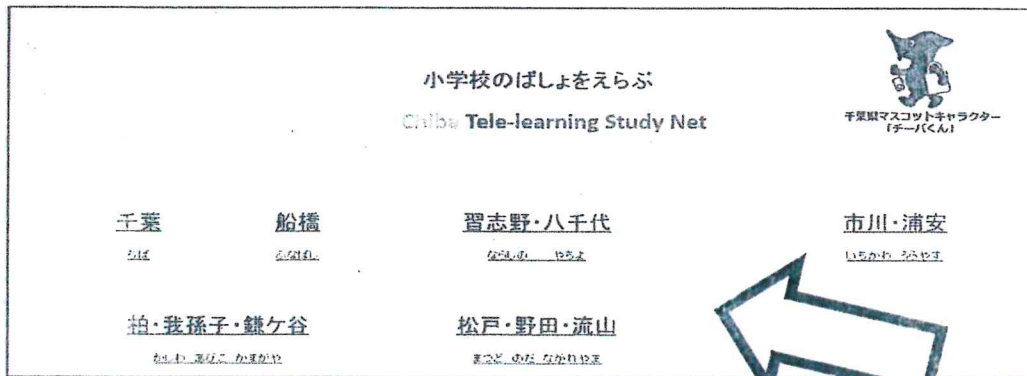 小学校のばしょをえらぶ
Chiba Tele-learning Study Net
千葉県マスコットキャラクター
「チーバくん」
千葉 船橋 習志野・八千代 市川・浦安
ちば ふなばし ならしの やちよ いちかわ うらやす
柏・我孫子・鎌ケ谷 松戸・野田・流山
かしわ あびこ かまがや まつど のだ ながれやま